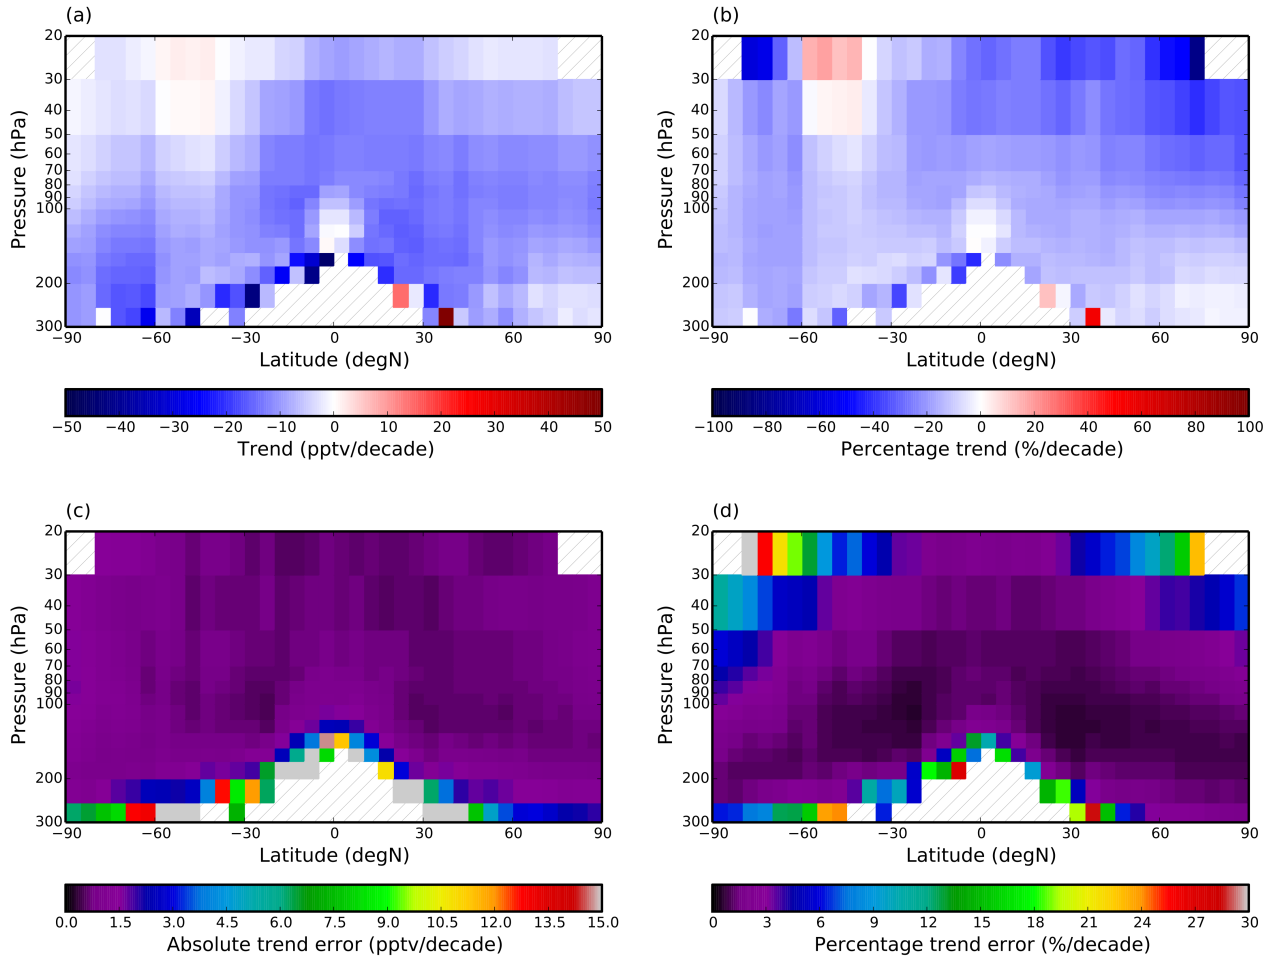 (a)
20
30
40
50
60
70
80
90
100
200
300
Pressure (hPa)
−90 −60 −30 0 30 60 90
Latitude (degN)
−50 −40 −30 −20 −10 0 10 20 30 40 50
Trend (pptv/decade)
(b)
20
30
40
50
60
70
80
90
100
200
300
Pressure (hPa)
−90 −60 −30 0 30 60 90
Latitude (degN)
−100 −80 −60 −40 −20 0 20 40 60 80 100
Percentage trend (%/decade)
(c)
20
30
40
50
60
70
80
90
100
200
300
Pressure (hPa)
−90 −60 −30 0 30 60 90
Latitude (degN)
0.0 1.5 3.0 4.5 6.0 7.5 9.0 10.5 12.0 13.5 15.0
Absolute trend error (pptv/decade)
(d)
20
30
40
50
60
70
80
90
100
200
300
Pressure (hPa)
−90 −60 −30 0 30 60 90
Latitude (degN)
0 3 6 9 12 15 18 21 24 27 30
Percentage trend error (%/decade)